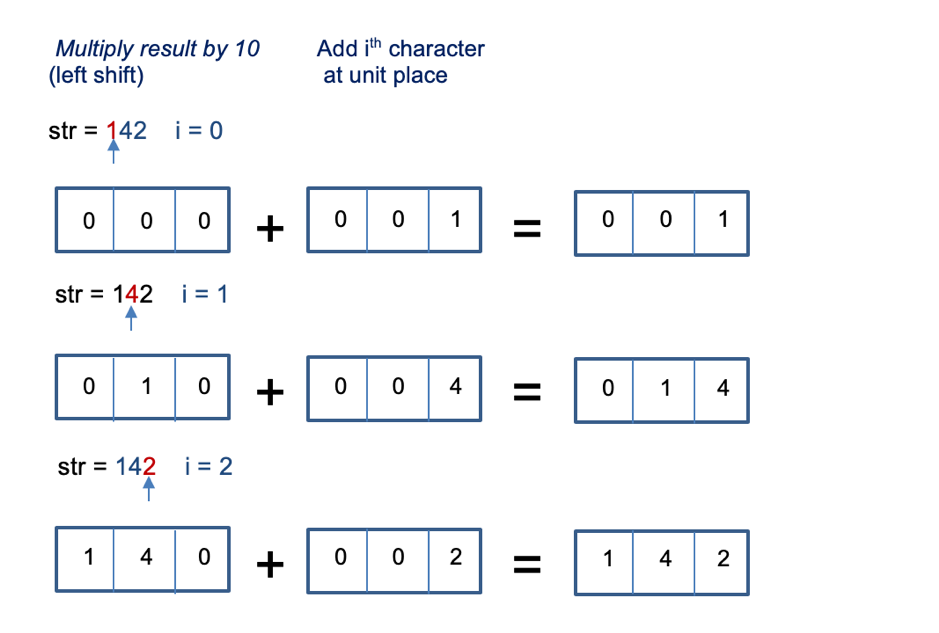 Multiply result by 10
(left shift)
Add ith character
at unit place
str = 142 i = 0
0 0 0 + 0 0 1 = 0 0 1
str = 142 i = 1
0 1 0 + 0 0 4 = 0 1 4
str = 142 i = 2
1 4 0 + 0 0 2 = 1 4 2